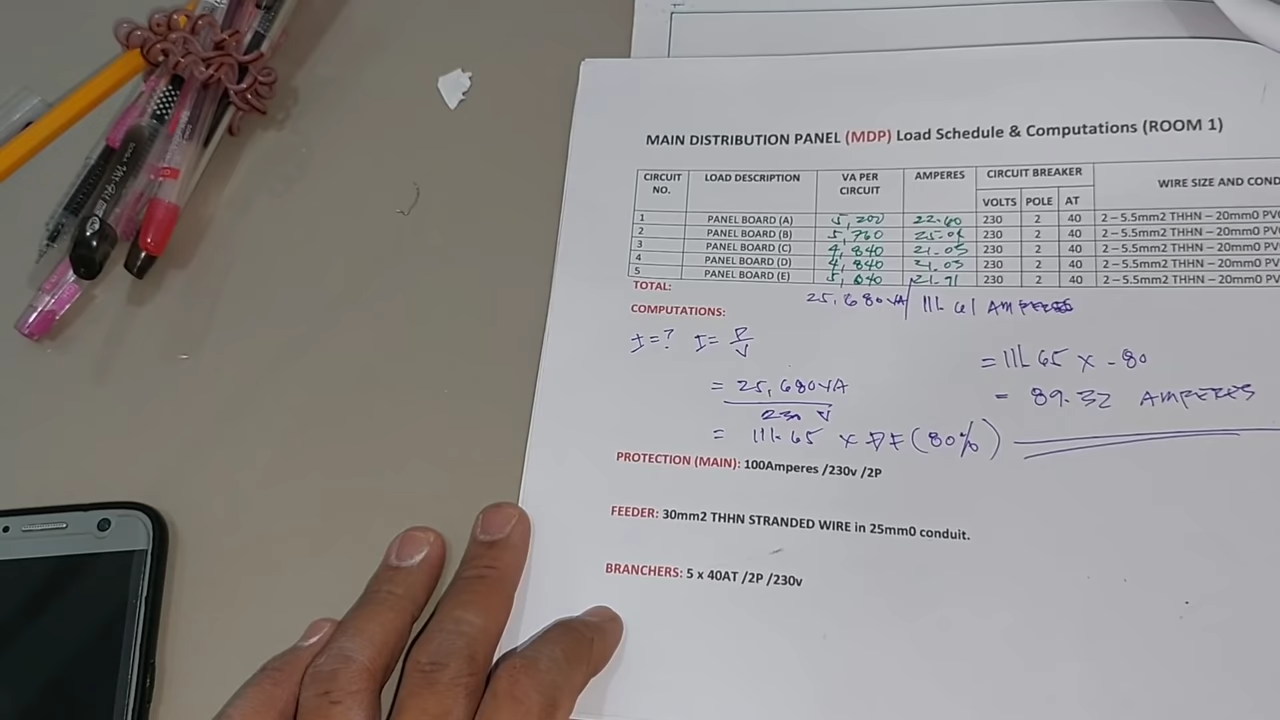 MAIN DISTRIBUTION PANEL (MDP) Load Schedule & Computations (ROOM 1)
CIRCUIT NO. LOAD DESCRIPTION VA PER CIRCUIT AMPERES CIRCUIT BREAKER WIRE SIZE AND COND
VOLTS POLE AT
1 PANEL BOARD (A) 5,200 22.60 230 2 40 2-5.5mm2 THHN – 20mm0 PVC
2 PANEL BOARD (B) 5,760 25.04 230 2 40 2-5.5mm2 THHN – 20mm0 PVC
3 PANEL BOARD (C) 4,840 21.05 230 2 40 2-5.5mm2 THHN – 20mm0 PVC
4 PANEL BOARD (D) 4,840 21.05 230 2 40 2-5.5mm2 THHN – 20mm0 PVC
5 PANEL BOARD (E) 5,040 21.91 230 2 40 2-5.5mm2 THHN – 20mm0 PVC
TOTAL: 25,680VA/ 111.61 AMPERES
COMPUTATIONS:
I=? I= P/V
= 25,680VA
230 V
= 111.65 x DF (80%)
= 111.65 x .80
= 89.32 AMPERES
PROTECTION (MAIN): 100Amperes /230v /2P
FEEDER: 30mm2 THHN STRANDED WIRE in 25mm0 conduit.
BRANCHERS: 5 x 40AT /2P /230v